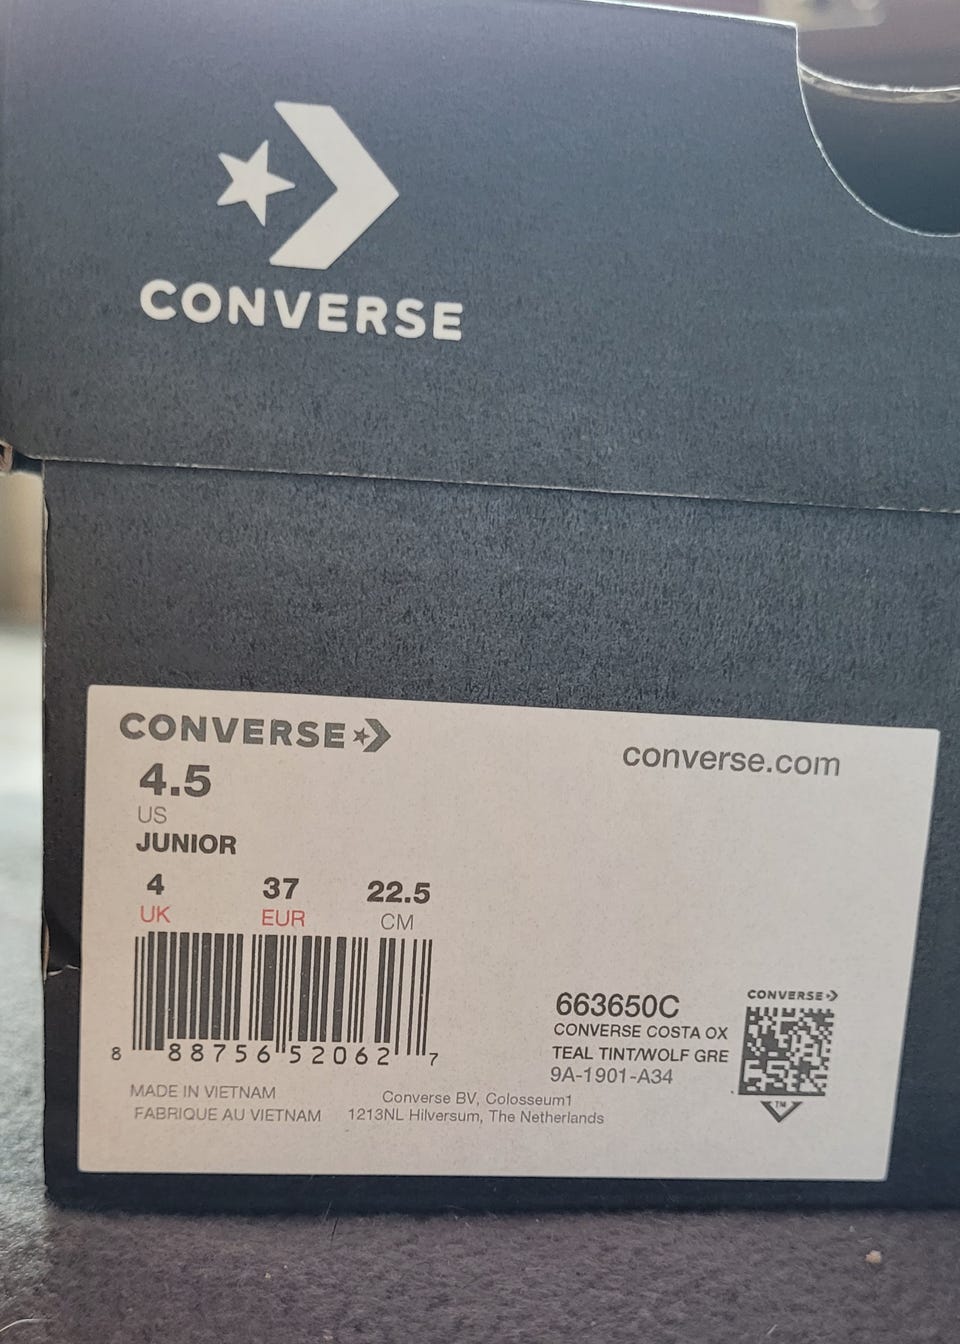 CONVERSE
CONVERSE
converse.com
4.5
US
JUNIOR
4 37 22.5
UK EUR CM
8 88756 52062 7
663650C
CONVERSE COSTA OX
TEAL TINT/WOLF GRE
9A-1901-A34
CONVERSE
TM
MADE IN VIETNAM
FABRIQUE AU VIETNAM
Converse BV, Colosseum1
1213NL Hilversum, The Netherlands